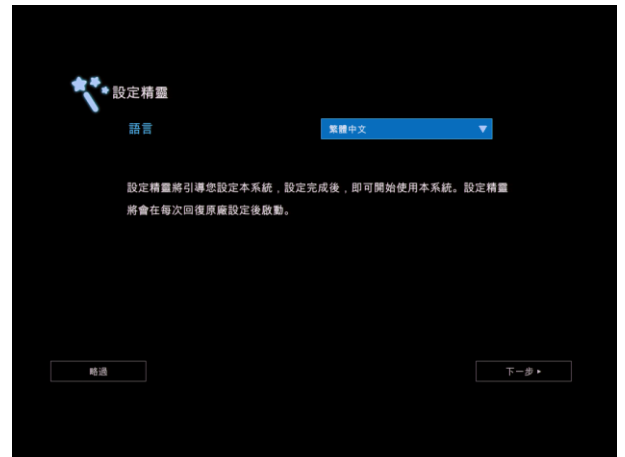 設定精靈
語言
繁體中文
設定精靈將引導您設定本系統，設定完成後，即可開始使用本系統。設定精靈
將會在每次回復原廠設定後啟動。
略過
下一步